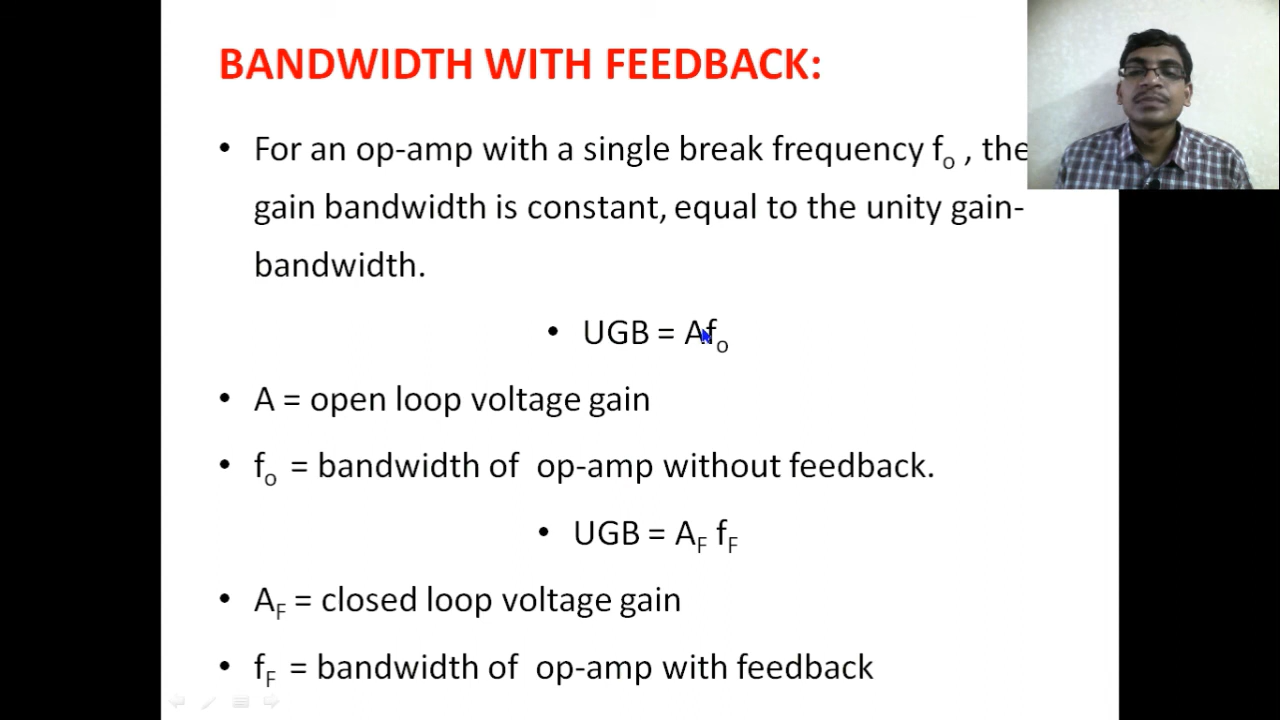 BANDWIDTH WITH FEEDBACK:
• For an op-amp with a single break frequency fo , the
gain bandwidth is constant, equal to the unity gain-
bandwidth.
• UGB = Afo
• A = open loop voltage gain
• fo = bandwidth of op-amp without feedback.
• UGB = AF fF
• AF = closed loop voltage gain
• fF = bandwidth of op-amp with feedback